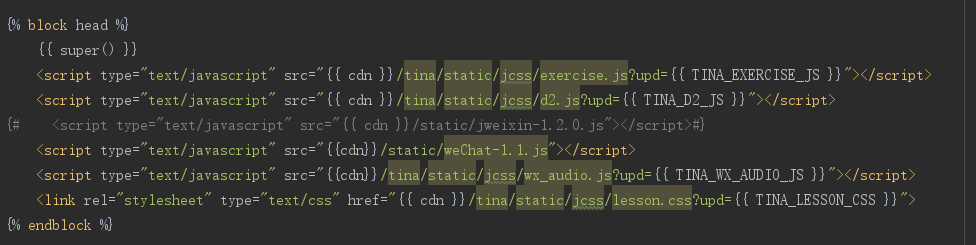 {% block head %}
{{ super() }}
<script type="text/javascript" src="{{ cdn }}/tina/static/jcss/exercise.js?upd={{ TINA_EXERCISE_JS }}"></script>
<script type="text/javascript" src="{{ cdn }}/tina/static/jcss/d2.js?upd={{ TINA_D2_JS }}"></script>
{#    <script type="text/javascript" src="{{ cdn }}/static/jweixin-1.2.0.js"></script>#}
<script type="text/javascript" src="{{cdn}}/static/weChat-1.1.js"></script>
<script type="text/javascript" src="{{cdn}}/tina/static/jcss/wx_audio.js?upd={{ TINA_WX_AUDIO_JS }}"></script>
<link rel="stylesheet" type="text/css" href="{{ cdn }}/tina/static/jcss/lesson.css?upd={{ TINA_LESSON_CSS }}">
{% endblock %}